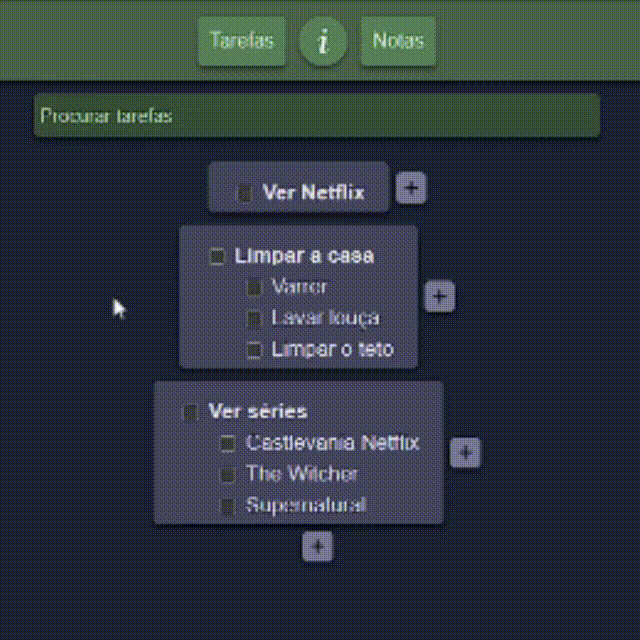 Tarefas i Notas
Procurar tarefas
Ver Netflix +
Limpar a casa
Varrer
+
Lavar louça
Limpar o teto
Ver séries
Castlevania Netflix
+
The Witcher
Supernatural
+